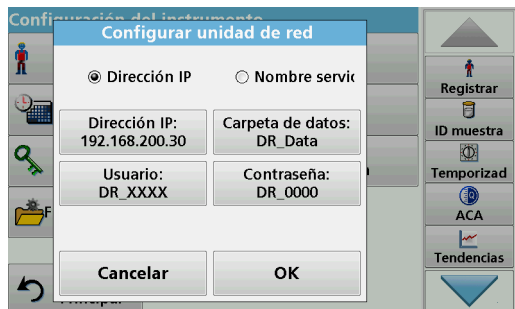 Configuración del instrumento
Configurar unidad de red
Dirección IP
Nombre servic
Dirección IP:
192.168.200.30
Carpeta de datos:
DR_Data
Usuario:
DR_XXXX
Contraseña:
DR_0000
Cancelar
OK
F
Principal
Registrar
ID muestra
Temporizad
ACA
Tendencias